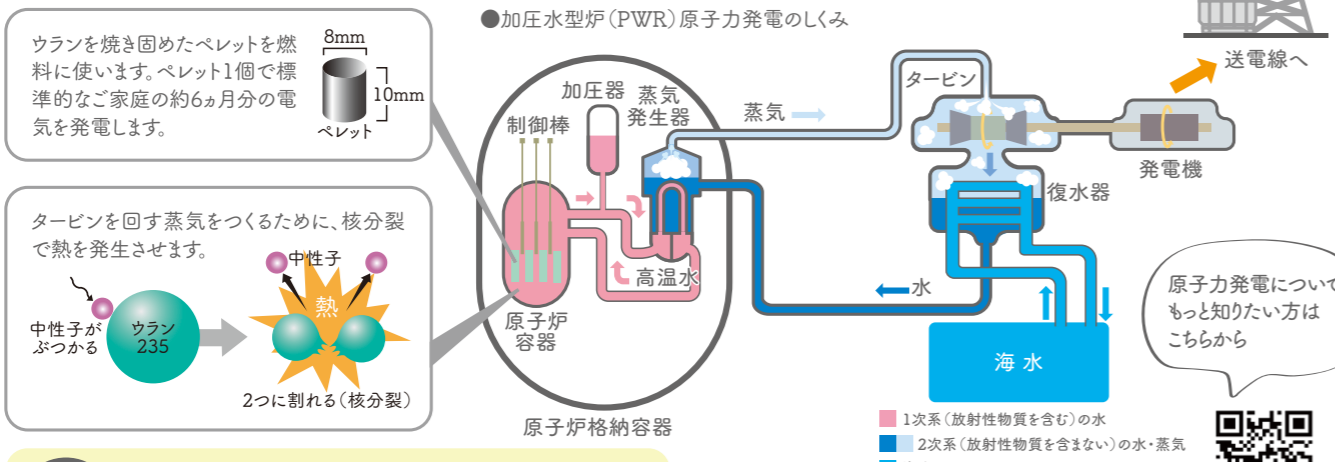 ●加圧水型炉(PWR)原子力発電のしくみ
ウランを焼き固めたペレットを燃
料に使います。ペレット1個で標
準的なご家庭の約6ヵ月分の電
気を発電します。
8mm
10mm
ペレット
タービンを回す蒸気をつくるために、核分裂
で熱を発生させます。
中性子
熱
中性子が
ぶつかる
ウラン
235
2つに割れる(核分裂)
加圧器
蒸気
発生器
制御棒
高温水
原子炉
容器
原子炉格納容器
蒸気
タービン
送電線へ
発電機
復水器
水
海水
原子力発電について
もっと知りたい方は
こちらから
1次系(放射性物質を含む)の水
2次系(放射性物質を含まない)の水・蒸気